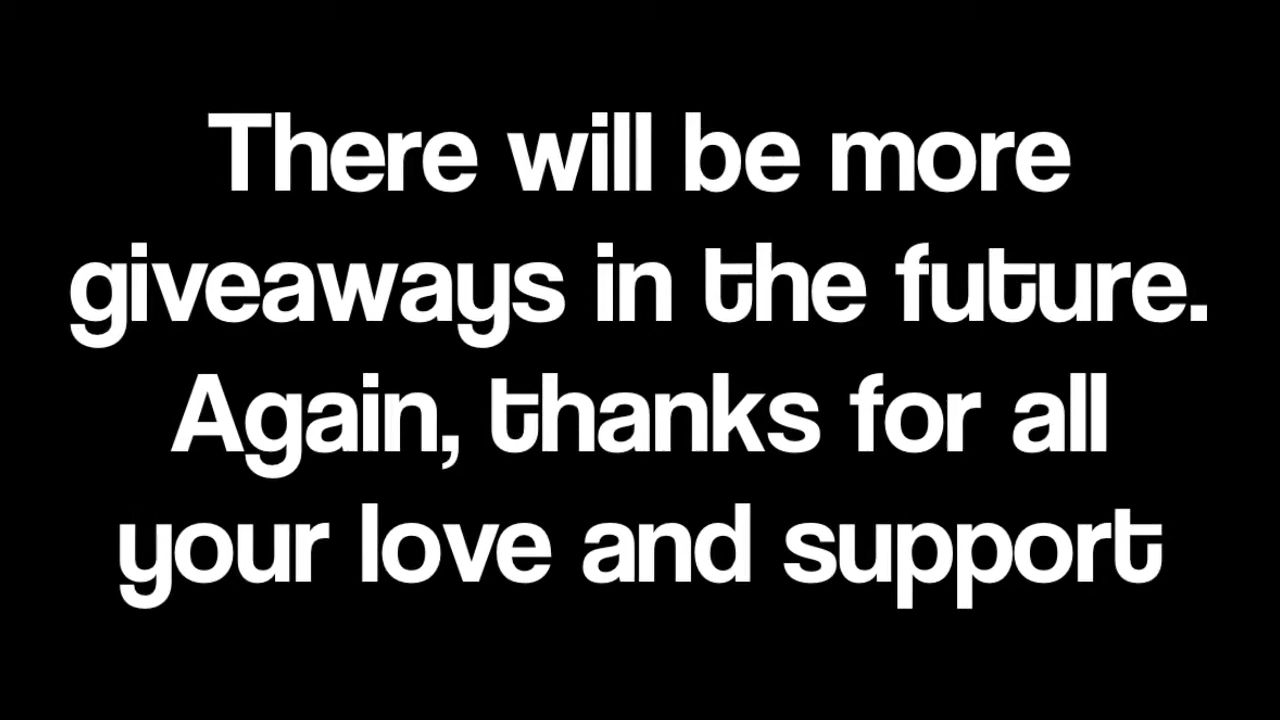 There will be more
giveaways in the future.
Again, thanks for all
your love and support